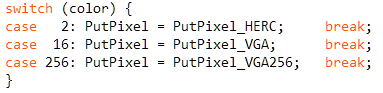 switch (color) {
case   2: PutPixel = PutPixel_HERC;     break;
case  16: PutPixel = PutPixel_VGA;      break;
case 256: PutPixel = PutPixel_VGA256;   break;
}